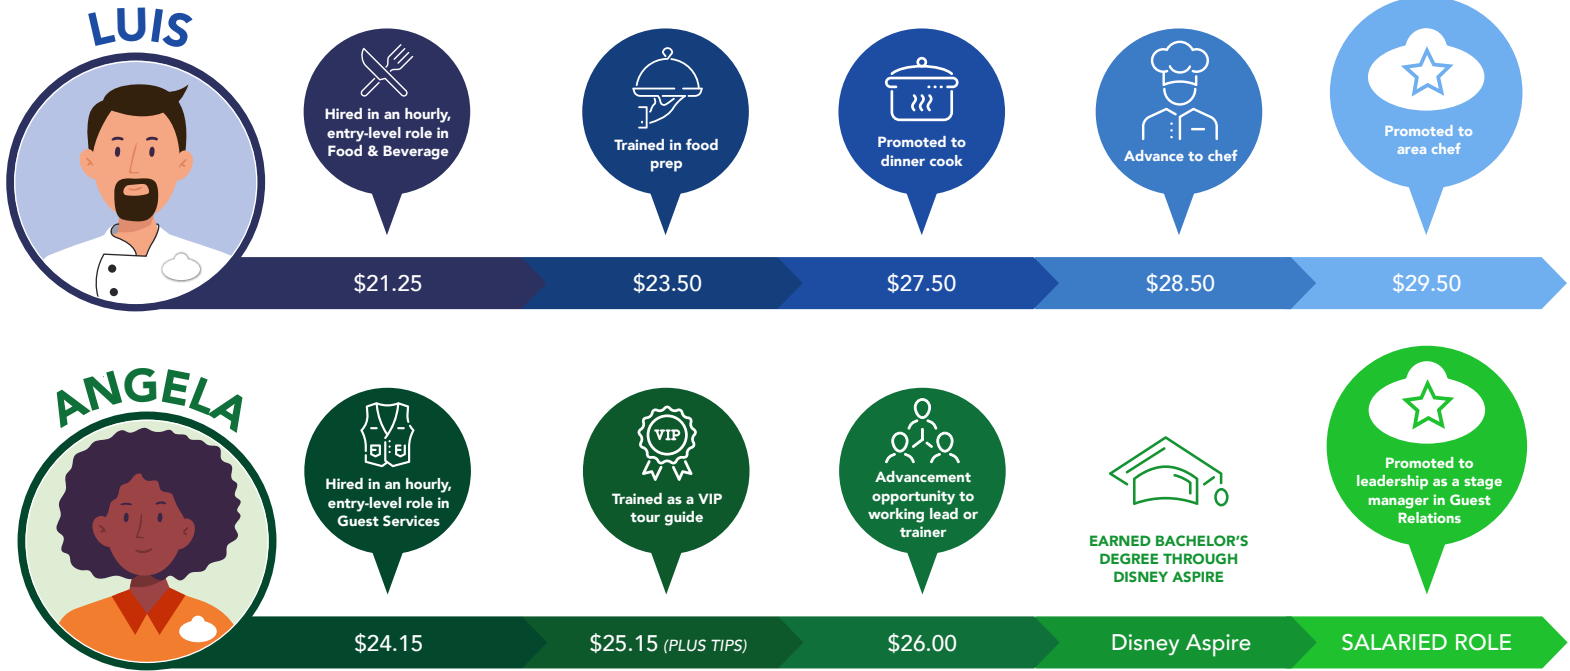 LUIS
Hired in an hourly,
entry-level role in
Food & Beverage
Trained in food
prep
Promoted to
dinner cook
Advance to chef
Promoted to
area chef
$21.25
$23.50
$27.50
$28.50
$29.50
ANGELA
Hired in an hourly,
entry-level role in
Guest Services
VIP
Trained as a VIP
tour guide
Advancement
opportunity to
working lead or
trainer
EARNED BACHELOR'S
DEGREE THROUGH
DISNEY ASPIRE
Promoted to
leadership as a stage
manager in Guest
Relations
$24.15
$25.15 (PLUS TIPS)
$26.00
Disney Aspire
SALARIED ROLE